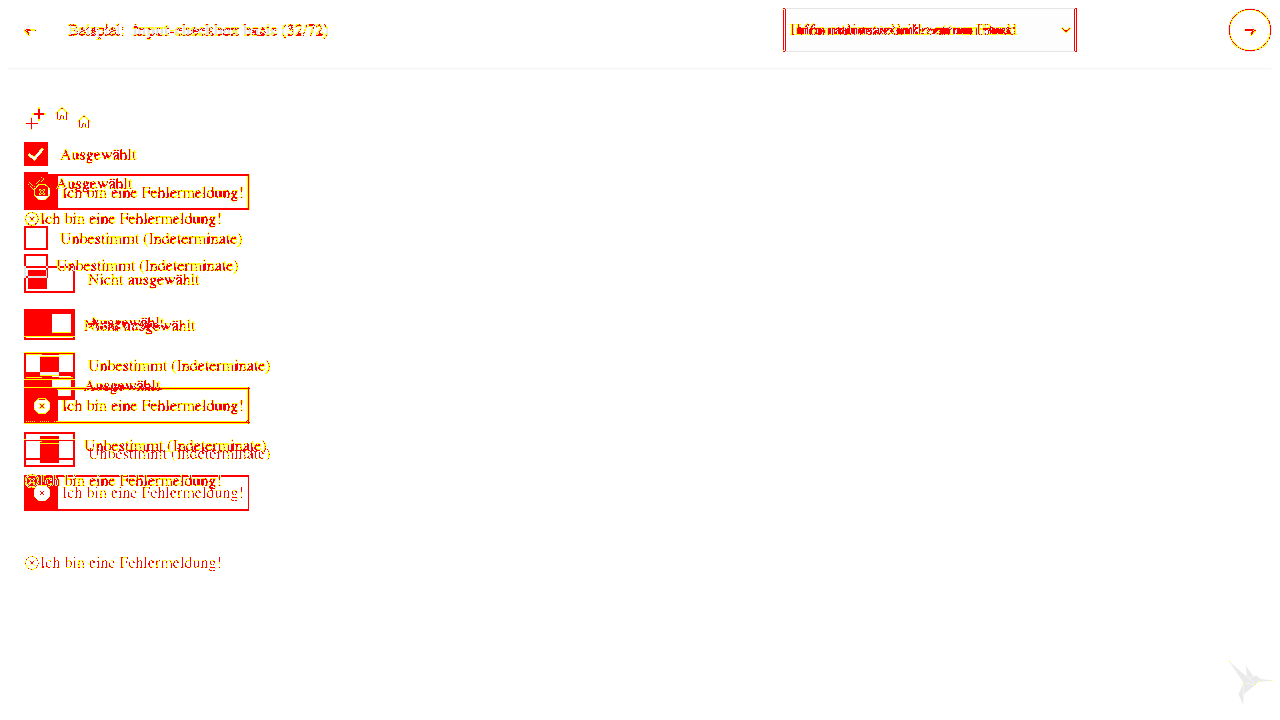 Beispiel: input-checkbox basic (32/72)
Ausgewählt
Ausgewählt
Ich bin eine Fehlermeldung!
Ich bin eine Fehlermeldung!
Unbestimmt (Indeterminate)
Unbestimmt (Indeterminate)
Nicht ausgewählt
Ausgewählt
Nicht ausgewählt
Unbestimmt (Indeterminate)
Ausgewählt
Ich bin eine Fehlermeldung!
Unbestimmt (Indeterminate)
Unbestimmt (Indeterminate)
Ich bin eine Fehlermeldung!
Ich bin eine Fehlermeldung!
Ich bin eine Fehlermeldung!